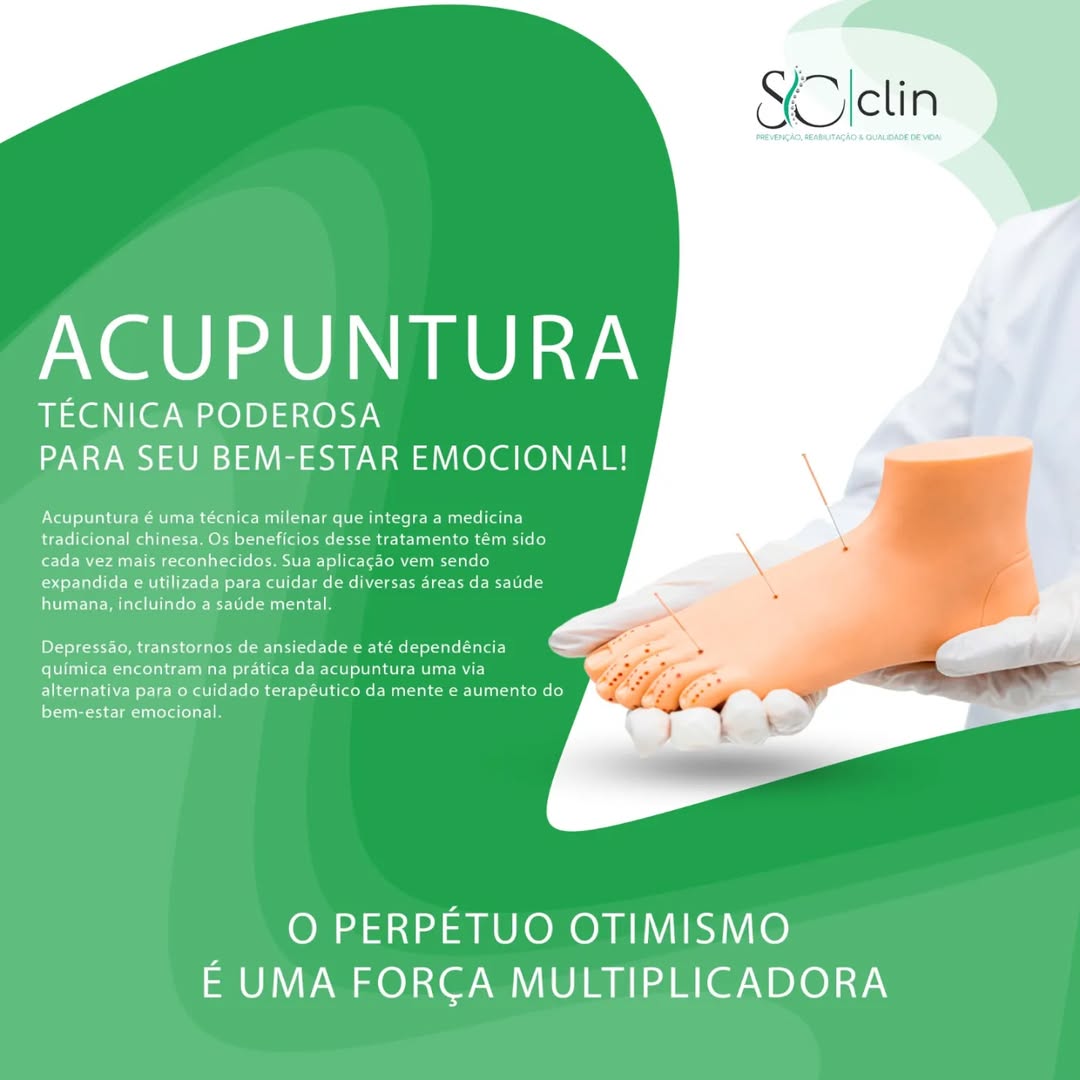 SC|clin
PREVENÇÃO, REABILITAÇÃO & QUALIDADE DE VIDA!
ACUPUNTURA
TÉCNICA PODEROSA
PARA SEU BEM-ESTAR EMOCIONAL!
Acupuntura é uma técnica milenar que integra a medicina
tradicional chinesa. Os benefícios desse tratamento têm sido
cada vez mais reconhecidos. Sua aplicação vem sendo
expandida e utilizada para cuidar de diversas áreas da saúde
humana, incluindo a saúde mental.
Depressão, transtornos de ansiedade e até dependência
química encontram na prática da acupuntura uma via
alternativa para o cuidado terapêutico da mente e aumento do
bem-estar emocional.
O PERPÉTUO OTIMISMO
É UMA FORÇA MULTIPLICADORA